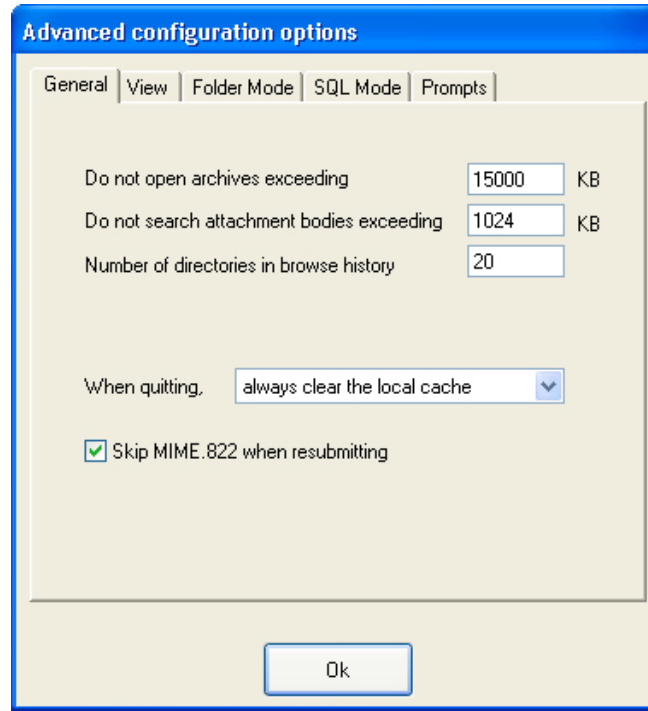 Advanced configuration options
General View Folder Mode SQL Mode Prompts
Do not open archives exceeding 15000 KB
Do not search attachment bodies exceeding 1024 KB
Number of directories in browse history 20
When quitting, always clear the local cache
Skip MIME.822 when resubmitting
Ok